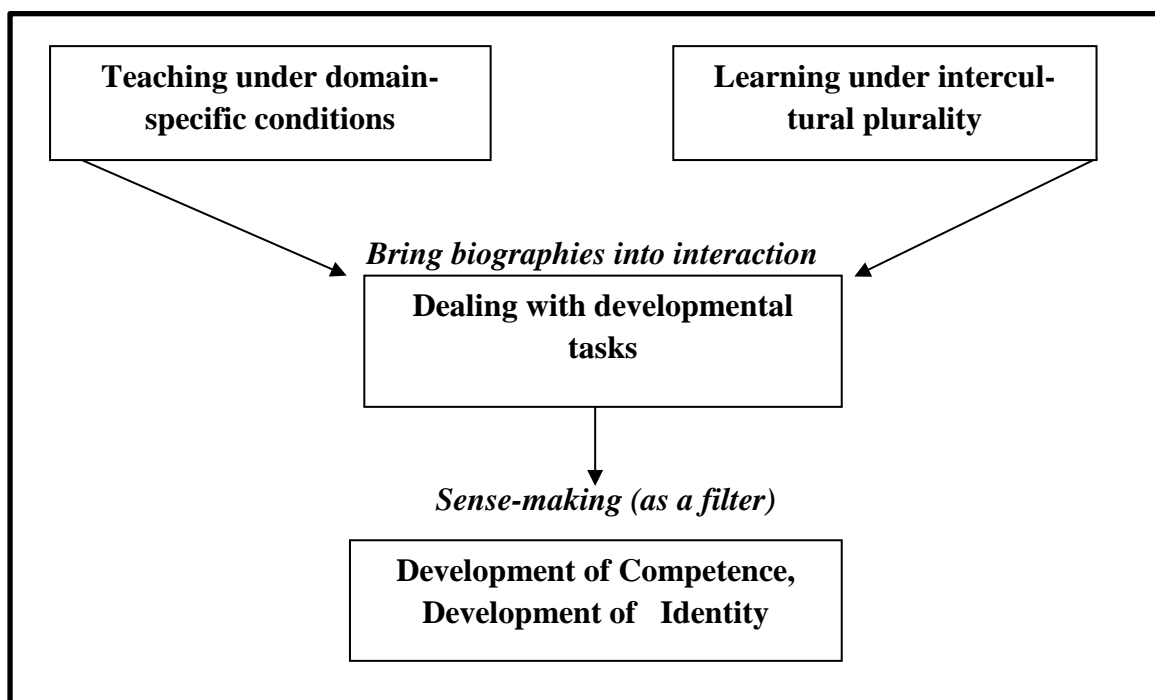 Teaching under domain-
specific conditions
Learning under intercul-
tural plurality
Bring biographies into interaction
Dealing with developmental
tasks
Sense-making (as a filter)
Development of Competence,
Development of   Identity